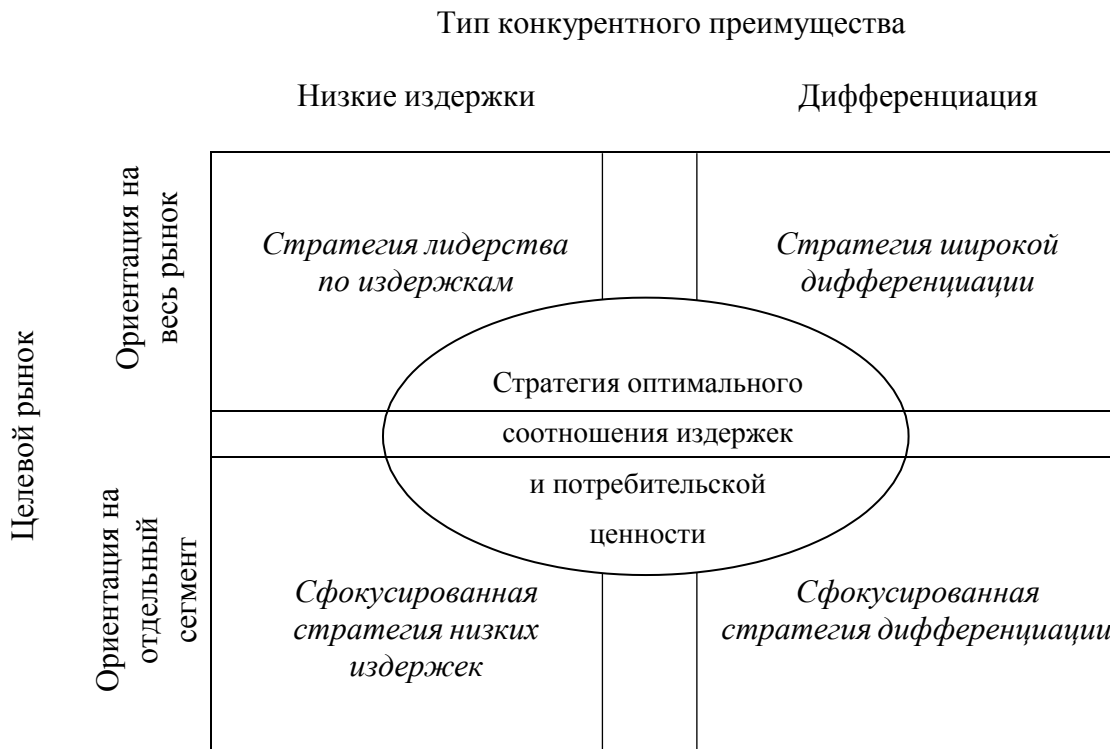 Тип конкурентного преимущества
Низкие издержки
Дифференциация
Целевой рынок
Ориентация на
весь рынок
Стратегия лидерства
по издержкам
Стратегия широкой
дифференциации
Стратегия оптимального
соотношения издержек
и потребительской
ценности
Ориентация на
отдельный
сегмент
Сфокусированная
стратегия низких
издержек
Сфокусированная
стратегия дифференциации